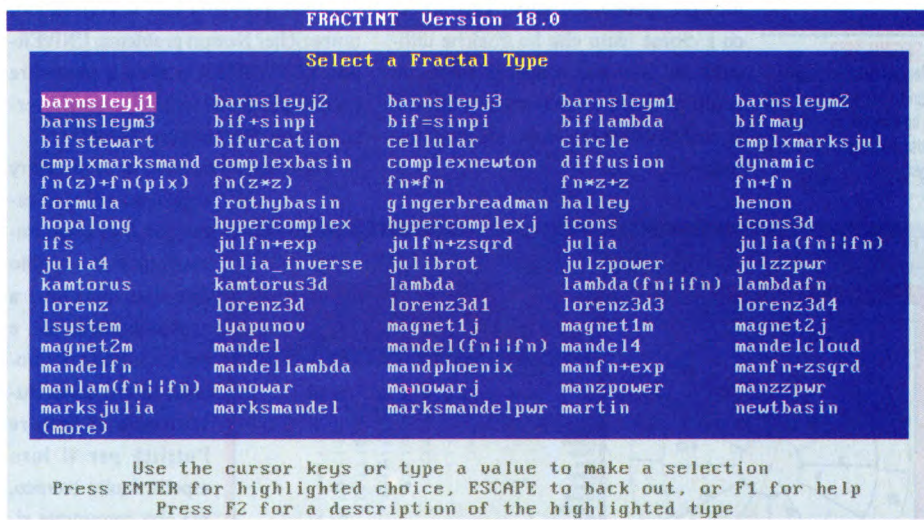 FRACTINT Version 18.0
Select a Fractal Type
barnsleyj1 barnsleyj2 barnsleyj3 barnsleym1 barnsleym2
barnsleym3 bif+sinpi bif=sinpi biflambda bifmay
bifstewart bifurcation cellular circle cmplxmarksjul
cmplxmarksmand complexbasin complexnewton diffusion dynamic
fn(z)+fn(pix) fn(z*z) fn*fn fn*z+z fn+fn
formula frothybasin gingerbreadman halley henon
hopalong hypercomplex hypercomplexj icons icons3d
ifs julfn+exp julfn+zsqrd julia julia(fn||fn)
julia4 julia_inverse julibrot julzpower julzzpwr
kamtorus kamtorus3d lambda lambda(fn||fn) lambdafn
lorenz lorenz3d lorenz3d1 lorenz3d3 lorenz3d4
lsystem lyapunov magnet1j magnet1m magnet2j
magnet2m mandel mandel(fn||fn) mandel4 mandelcloud
mandelfn mandellambda mandphoenix manfn+exp manfn+zsqrd
manlam(fn||fn) manowar manowarj manzpower manzzpwr
marksjulia marksmandel marksmandelpwr martin newtbasin
(more)
Use the cursor keys or type a value to make a selection
Press ENTER for highlighted choice, ESCAPE to back out, or F1 for help
Press F2 for a description of the highlighted type